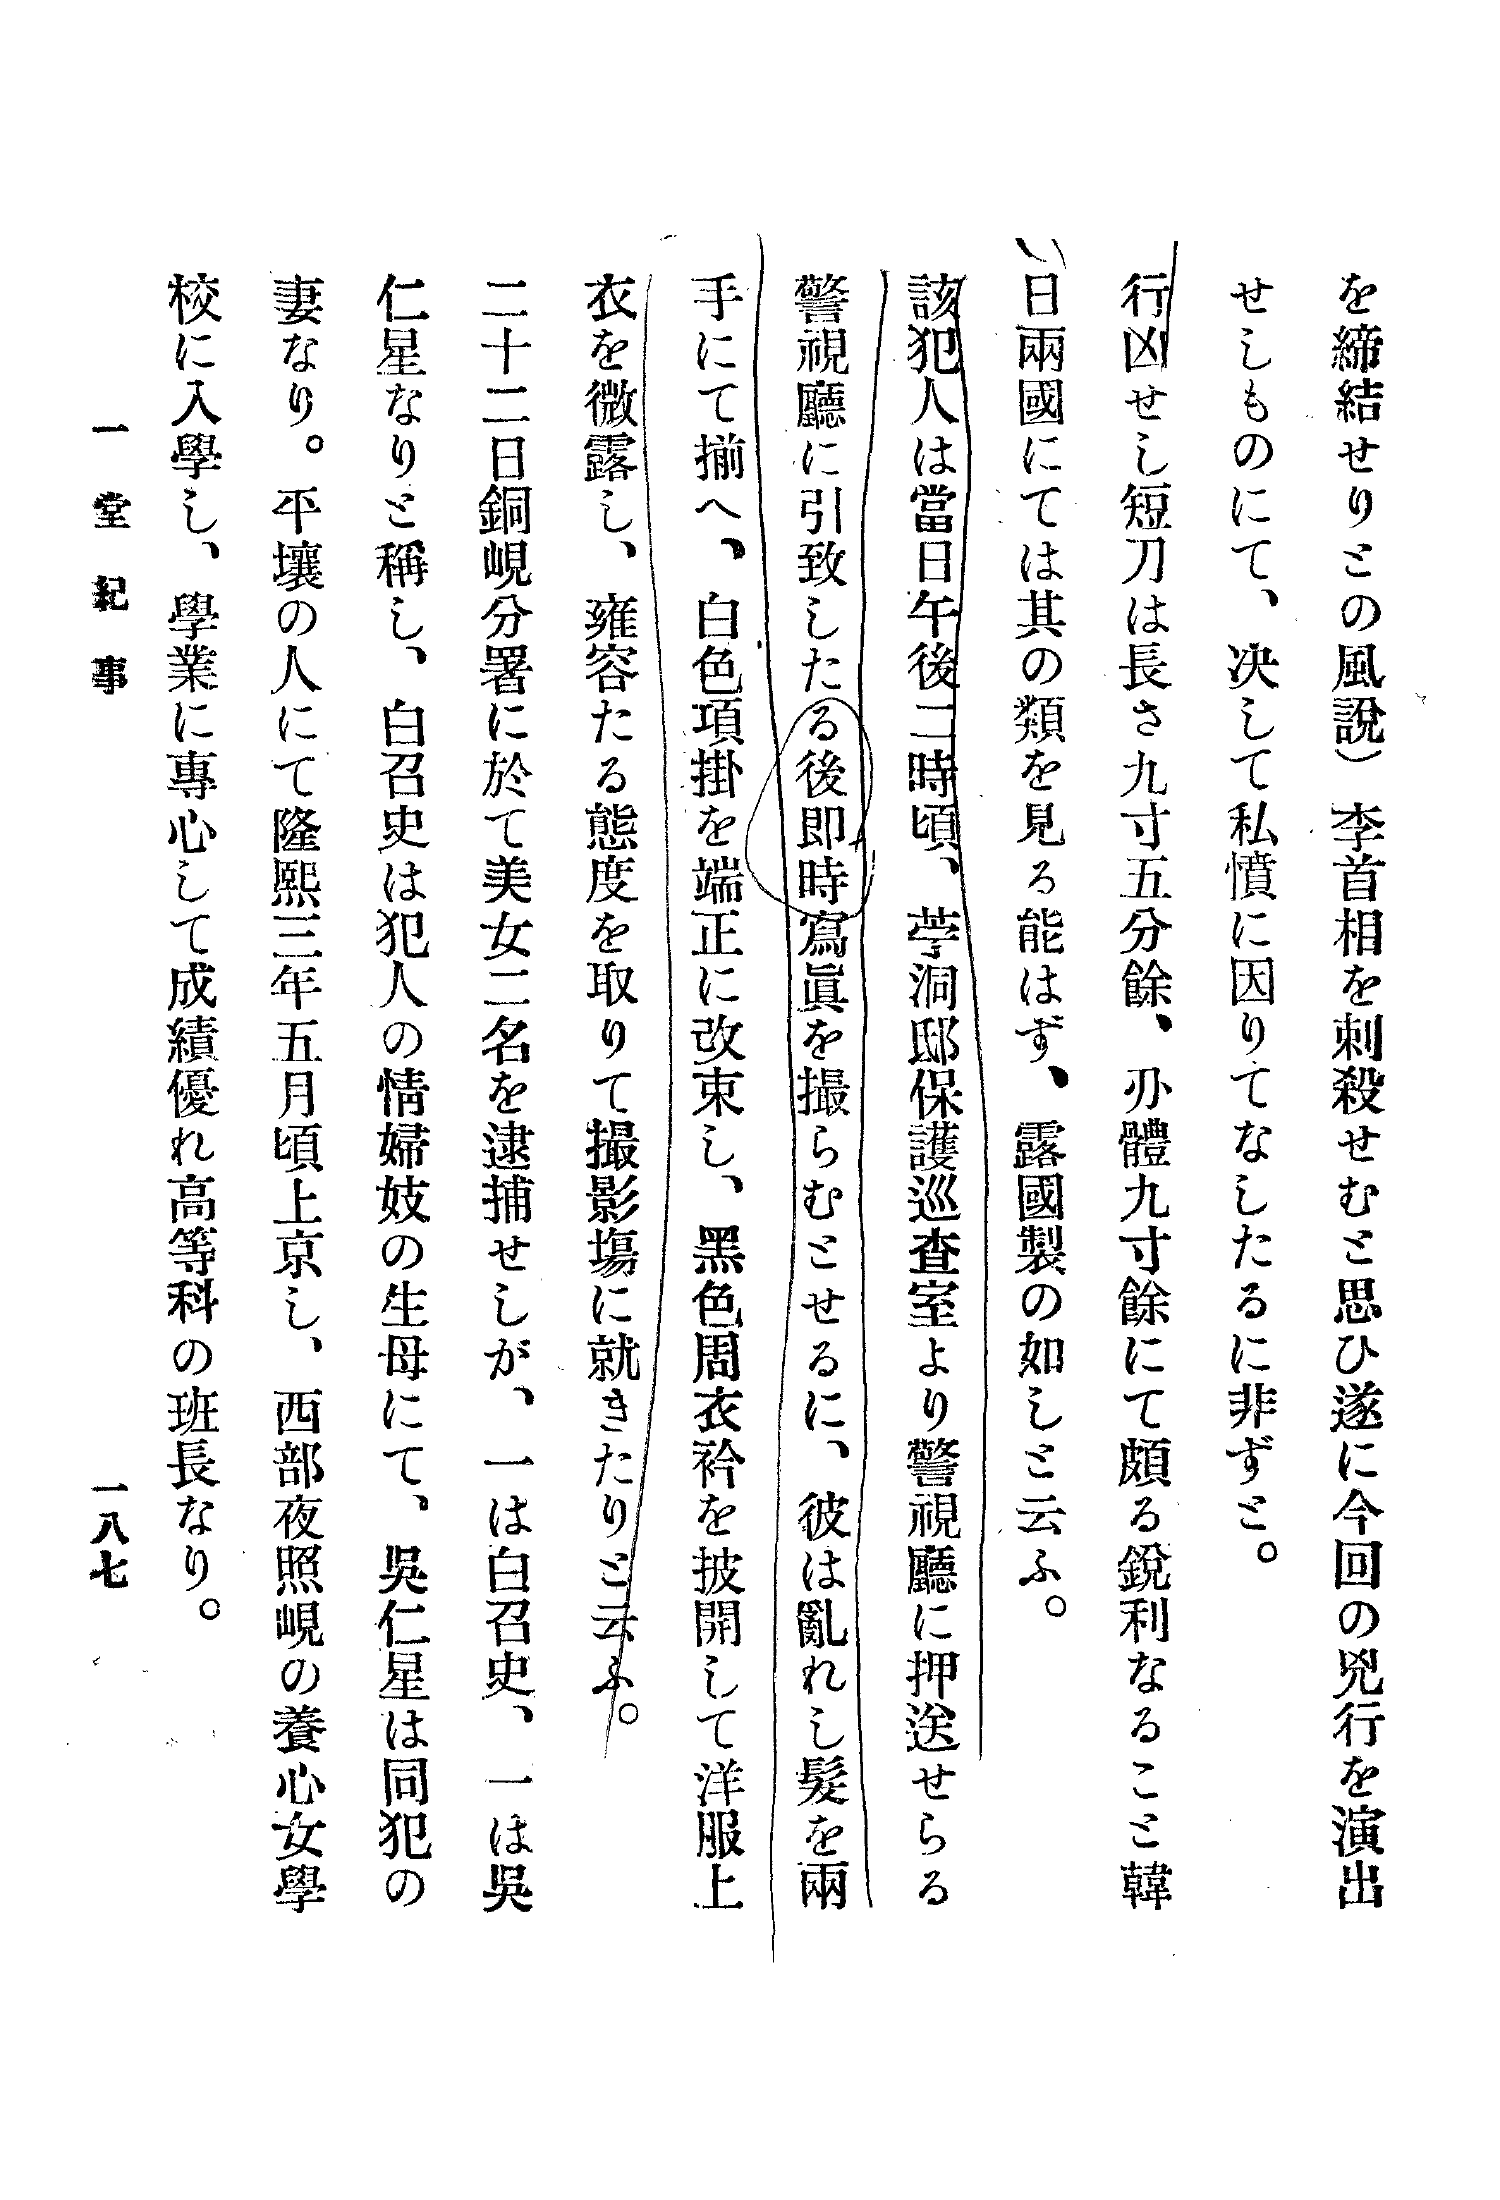 を締結せりとの風說）李首相を刺殺せむと思ひ遂に今回の兇行を演出
せしものにて、决して私憤に因りてなしたるに非ずと。
行凶せし短刀は長さ九寸五分餘、刅體九寸餘にて頗る銳利なること韓
日兩國にては其の類を見る能はず、露國製の如しと云ふ。
該犯人は當日午後二時頃、苧洞邸保護巡査室より警視廳に押送せらる
警視廳に引致したる後卽時寫眞を撮らむとせるに、彼は亂れし髮を兩
手にて揃へ、白色項掛を端正に改束し、黑色周衣衿を披開して洋服上
衣を微露し、雍容たる態度を取りて撮影塲に就きたりと云ふ。
二十二日銅峴分署に於て美女二名を逮捕せしが、一は白召史、一は吳
仁星なりと稱し、白召史は犯人の情婦妓の生母にて、吳仁星は同犯の
妻なり。平壤の人にて隆熙三年五月頃上京し、西部夜照峴の養心女學
校に入學し、學業に專心して成績優れ高等科の班長なり。
一堂紀事
一八七